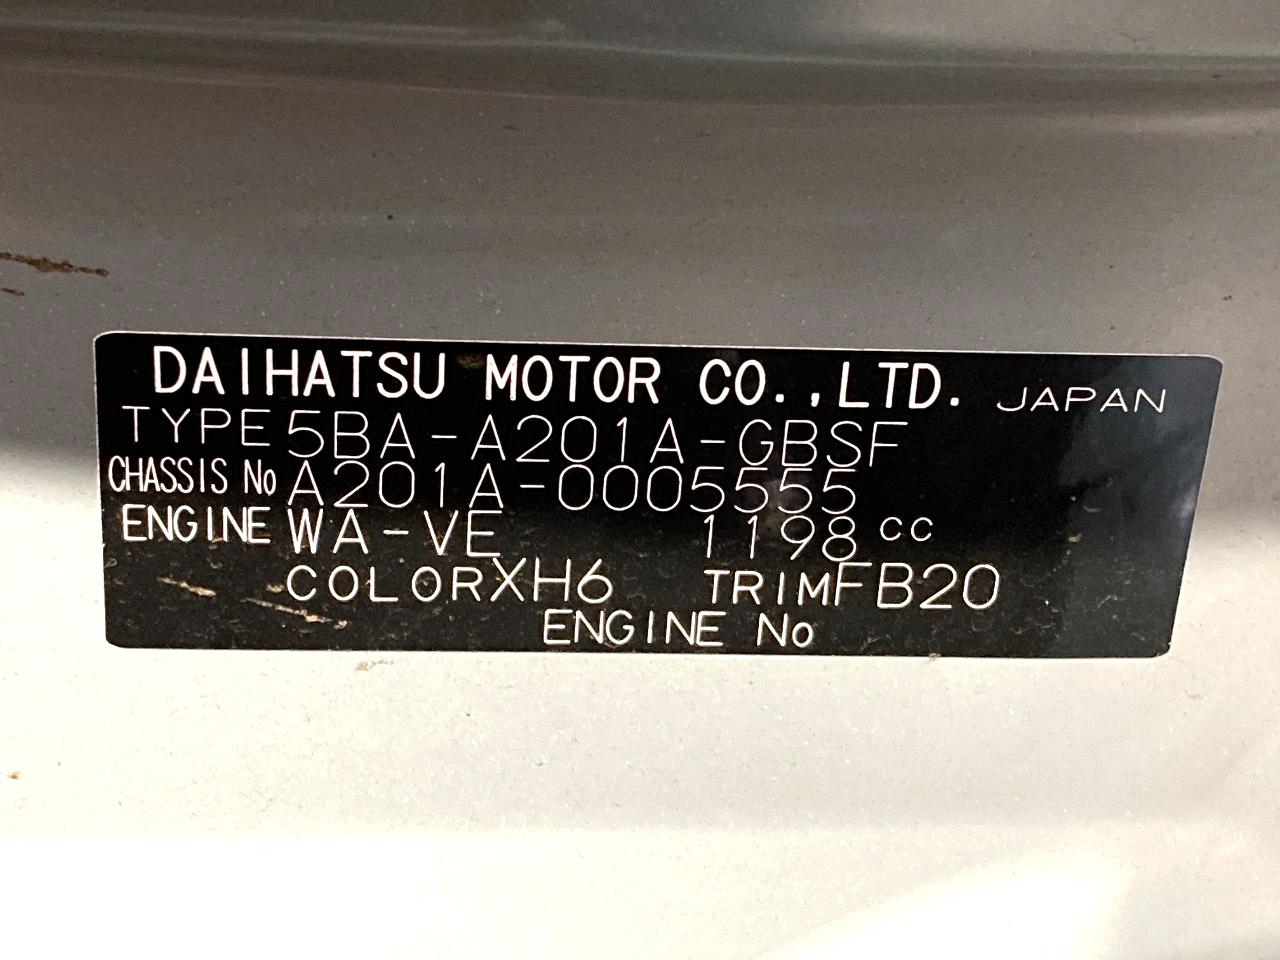 DAIHATSU MOTOR CO.,LTD. JAPAN
TYPE 5BA-A201A-GBSF
CHASSIS No A201A-0005555
ENGINE WA-VE 1198 cc
COLOR XH6 TRIM FB20
ENGINE No